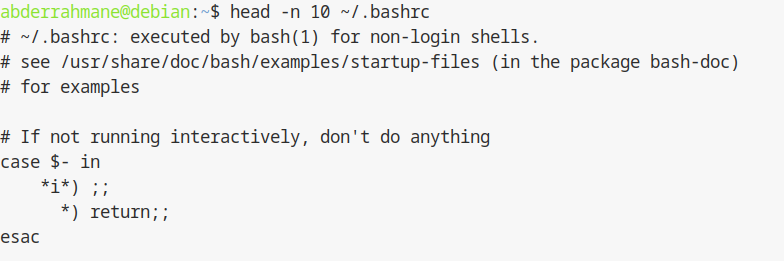 abderrahmane@debian:~$ head -n 10 ~/.bashrc
# ~/.bashrc: executed by bash(1) for non-login shells.
# see /usr/share/doc/bash/examples/startup-files (in the package bash-doc)
# for examples

# If not running interactively, don't do anything
case $- in
    *i*) ;;
      *) return;;
esac